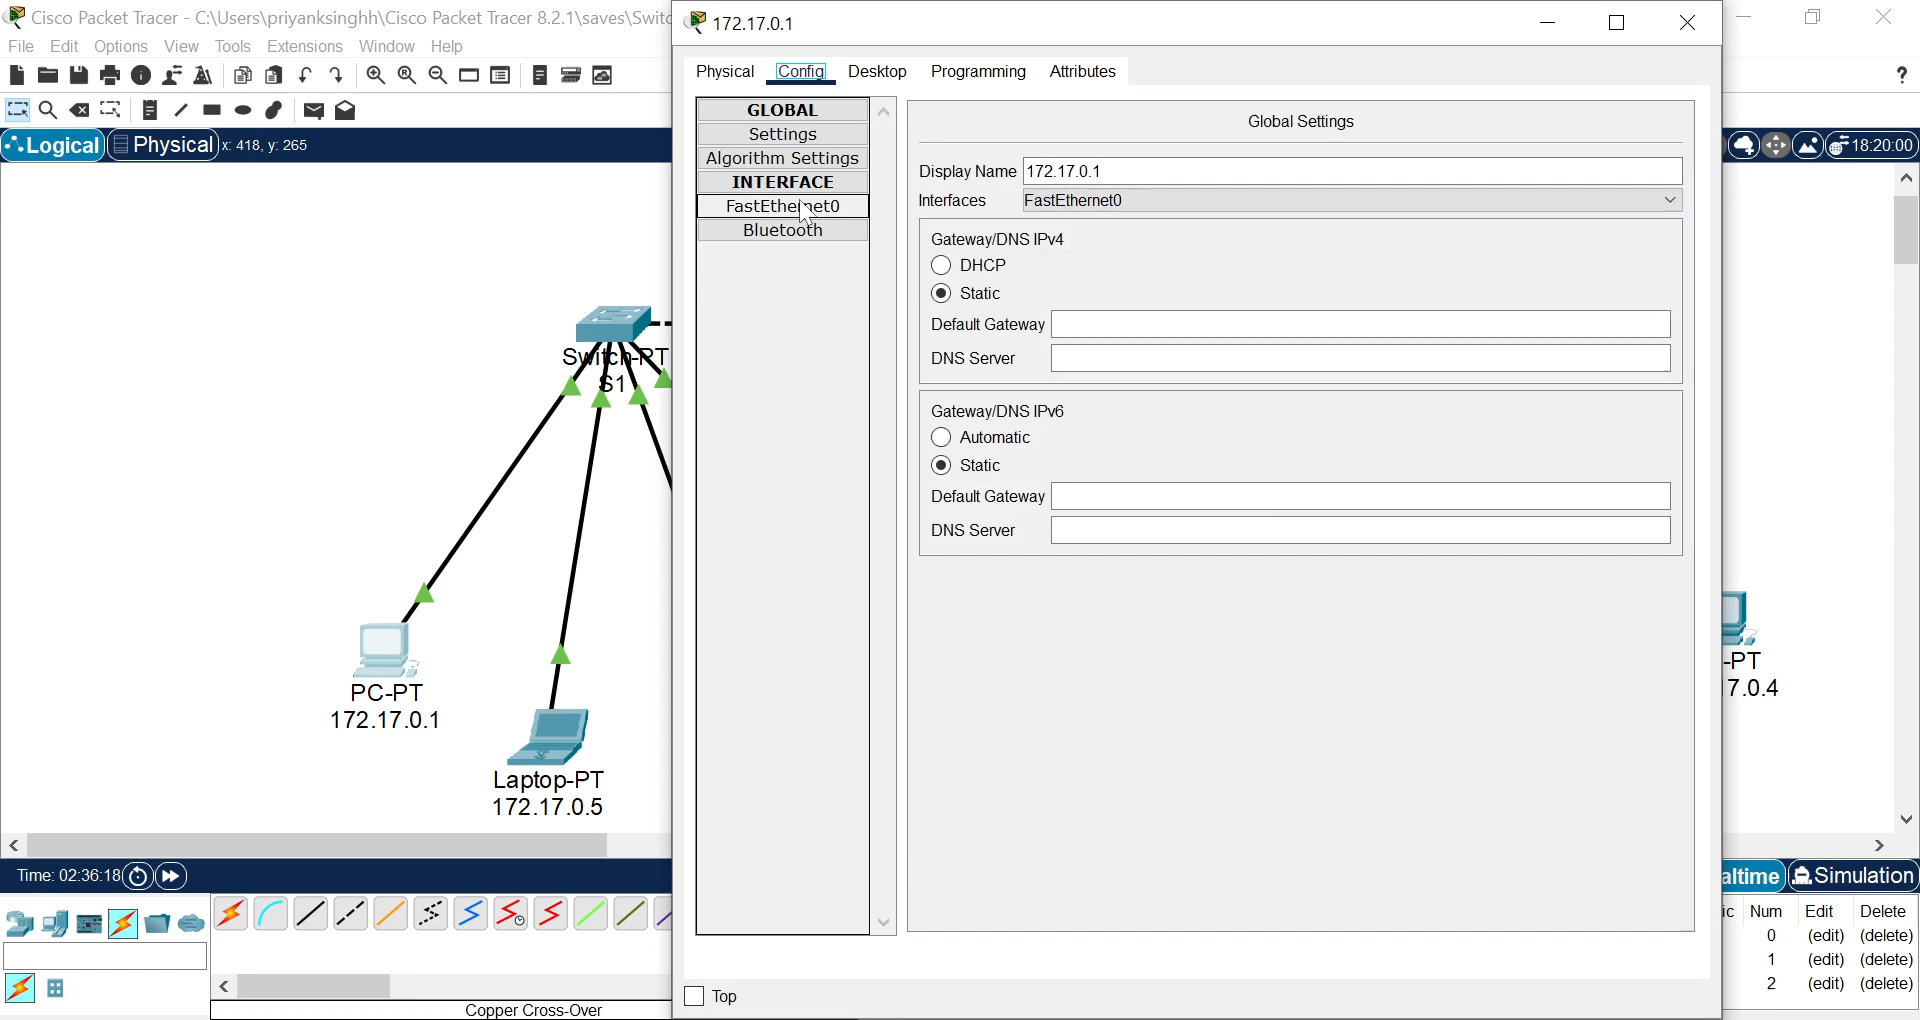 Cisco Packet Tracer - C:\Users\priyanksinghh\Cisco Packet Tracer 8.2.1\saves\Switc
File Edit Options View Tools Extensions Window Help
Logical Physical x: 418, y: 265
18:20:00
172.17.0.1
Physical Config Desktop Programming Attributes
GLOBAL
Settings
Algorithm Settings
INTERFACE
FastEthernet0
Bluetooth
Global Settings
Display Name 172.17.0.1
Interfaces FastEthernet0
Gateway/DNS IPv4
DHCP
Static
Default Gateway
DNS Server
Gateway/DNS IPv6
Automatic
Static
Default Gateway
DNS Server
Top
Switch-PT
S1
PC-PT
172.17.0.1
Laptop-PT
172.17.0.5
-PT
7.0.4
Time: 02:36:18
altime Simulation
ic Num Edit Delete
0 (edit) (delete)
1 (edit) (delete)
2 (edit) (delete)
Copper Cross-Over